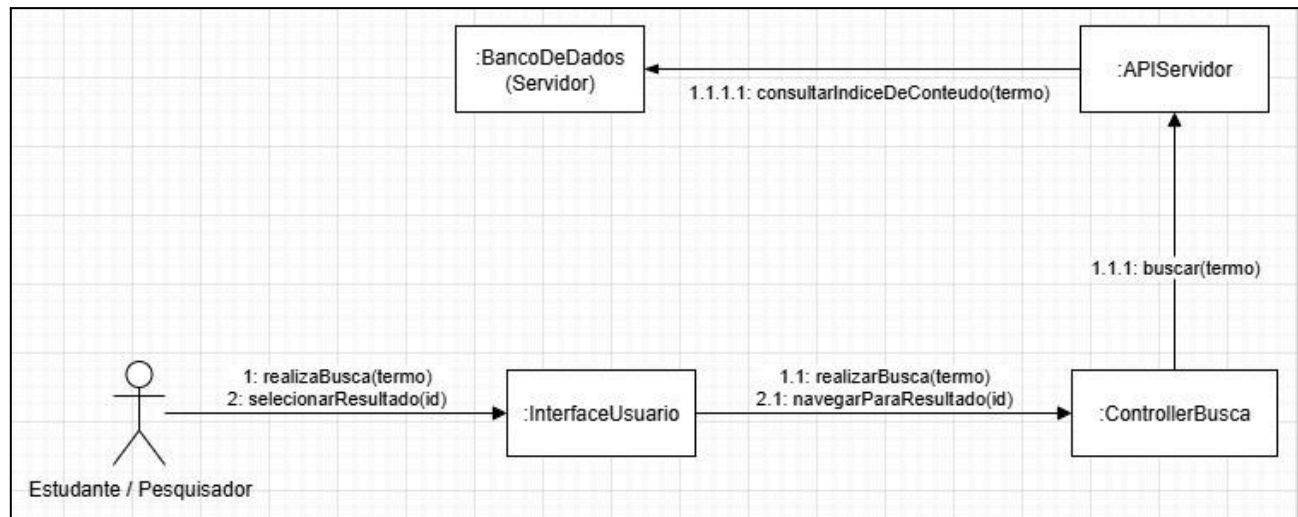 :BancoDeDados
(Servidor)
:APIServidor
1.1.1.1: consultarIndiceDeConteudo(termo)
1.1.1: buscar(termo)
1: realizaBusca(termo)
2: selecionarResultado(id)
:InterfaceUsuario
1.1: realizarBusca(termo)
2.1: navegarParaResultado(id)
:ControllerBusca
Estudante / Pesquisador